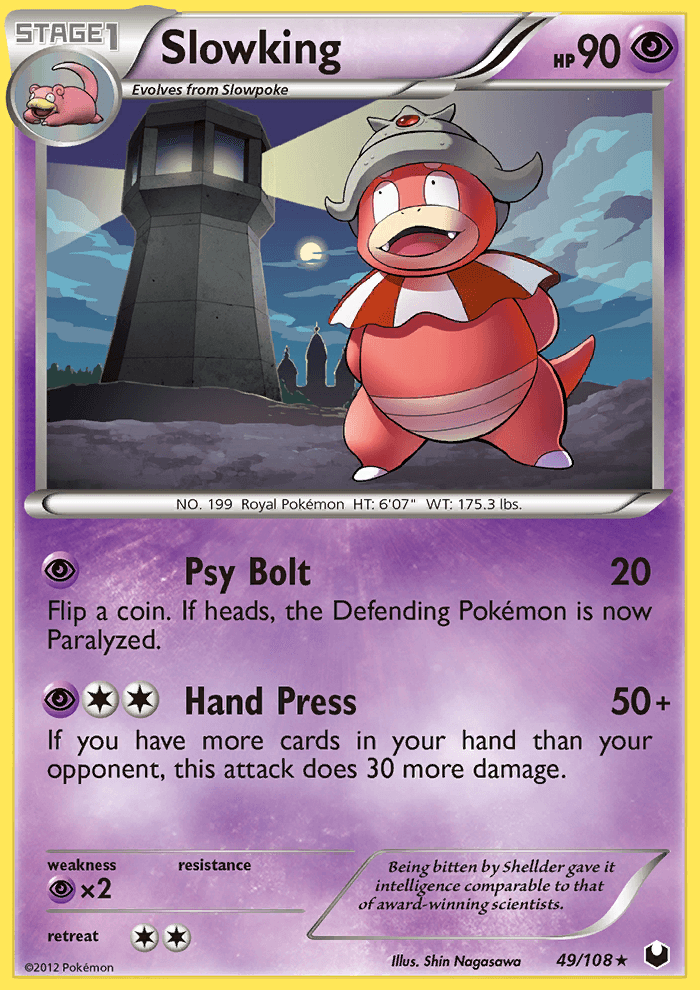 STAGE1
Slowking
HP 90
Evolves from Slowpoke
NO. 199 Royal Pokémon HT: 6'07" WT: 175.3 lbs.
Psy Bolt 20
Flip a coin. If heads, the Defending Pokémon is now
Paralyzed.
Hand Press 50+
If you have more cards in your hand than your
opponent, this attack does 30 more damage.
weakness resistance
×2
Being bitten by Shellder gave it
intelligence comparable to that
of award-winning scientists.
retreat
©2012 Pokémon
Illus. Shin Nagasawa 49/108★